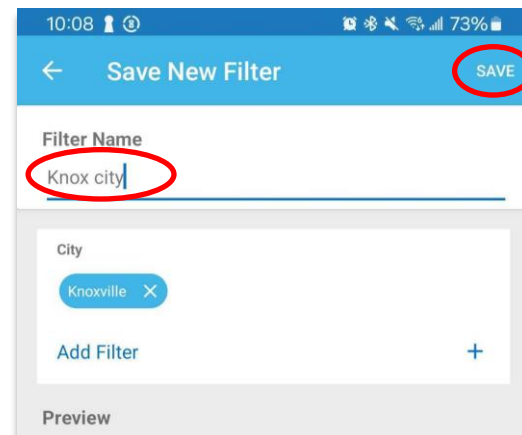 10:08 73%
Save New Filter SAVE
Filter Name
Knox city
City
Knoxville
Add Filter +
Preview